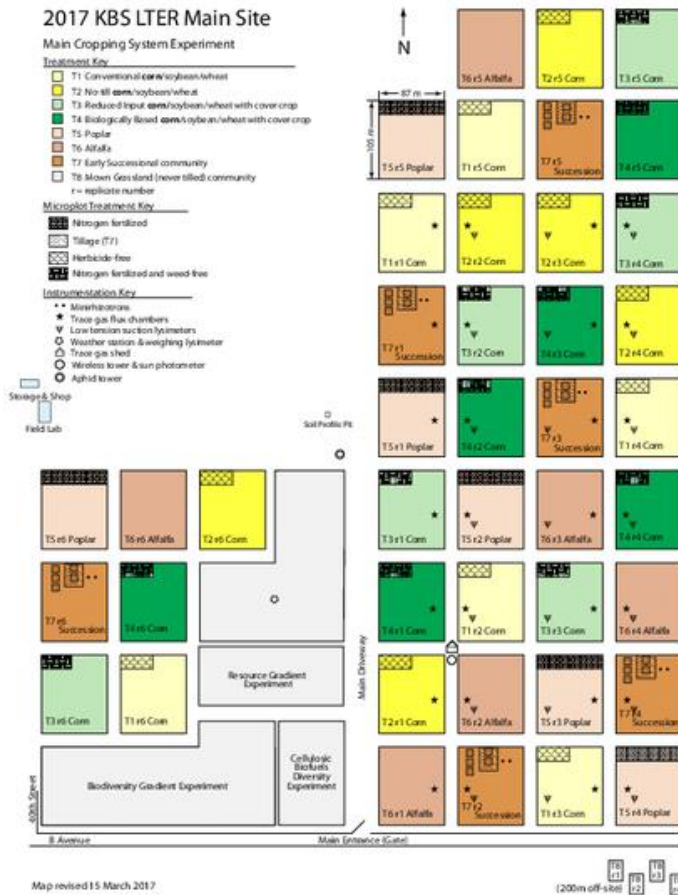 2017 KBS LTER Main Site
Main Cropping System Experiment
Treatment Key
T1 Conventional corn/soybean/wheat
T2 No-till corn/soybean/wheat
T3 Reduced Input corn/soybean/wheat with cover crop
T4 Biologically Based corn/soybean/wheat with cover crop
T5 Poplar
T6 Alfalfa
T7 Early Successional community
T8 Mown Grassland (never tilled) community
r = replicate number
Microplot Treatment Key
Nitrogen fertilized
Tillage (T7)
Herbicide-free
Nitrogen fertilized and weed-free
Instrumentation Key
Minirhizotrons
Trace gas flux chambers
Low tension suction lysimeters
Weather station & weighing lysimeter
Trace gas shed
Wireless tower & sun photometer
Aphid tower
N
87 m
105 m
T6 r5 Alfalfa
T2 r5 Corn
T3 r5 Corn
T5 r5 Poplar
T1 r5 Corn
T7 r5
Succession
T4 r5 Corn
T1 r1 Corn
T2 r2 Corn
T2 r3 Corn
T3 r4 Corn
T7 r1
Succession
T3 r2 Corn
T4 r3 Corn
T2 r4 Corn
Storage & Shop
Field Lab
Soil Profile Pit
T5 r1 Poplar
T4 r2 Corn
T7 r3
Succession
T1 r4 Corn
T5 r6 Poplar
T6 r6 Alfalfa
T2 r6 Corn
T3 r1 Corn
T5 r2 Poplar
T6 r3 Alfalfa
T4 r4 Corn
T7 r6
Succession
T4 r6 Corn
T4 r1 Corn
T1 r2 Corn
T3 r3 Corn
T6 r4 Alfalfa
T3 r6 Corn
T1 r6 Corn
Resource Gradient
Experiment
Main Driveway
T2 r1 Corn
T6 r2 Alfalfa
T5 r3 Poplar
T7 r4
Succession
Biodiversity Gradient Experiment
Cellulosic
Biofuels
Diversity
Experiment
T6 r1 Alfalfa
T7 r2
Succession
T1 r3 Corn
T5 r4 Poplar
40th Street
B Avenue
Main Entrance (Gate)
Map revised 15 March 2017
(200m off-site)
T8
r1
T8
r2
T8
r3